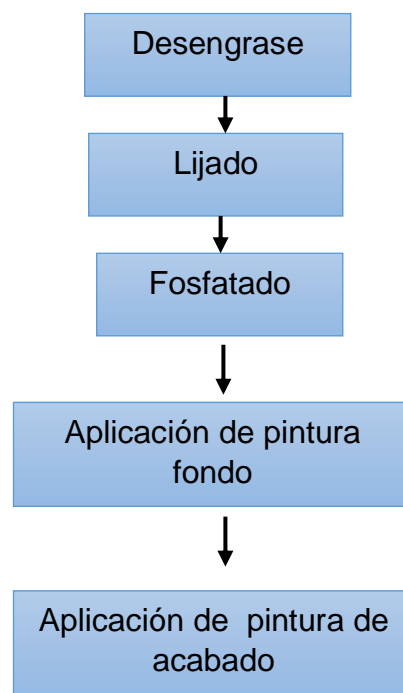 Desengrase
Lijado
Fosfatado
Aplicación de pintura
fondo
Aplicación de  pintura de
acabado